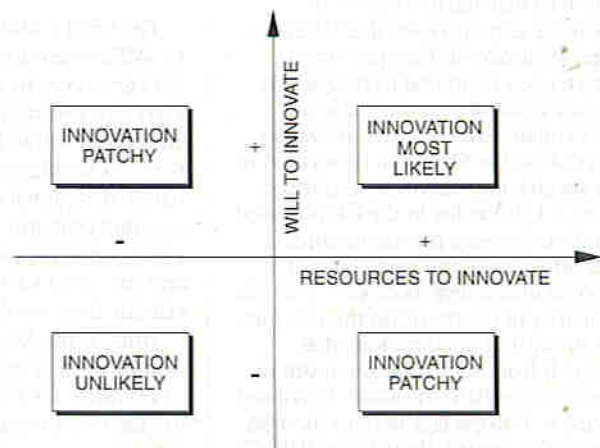 WILL TO INNOVATE
INNOVATION
PATCHY
+
INNOVATION
MOST
LIKELY
-
+
RESOURCES TO INNOVATE
INNOVATION
UNLIKELY
-
INNOVATION
PATCHY